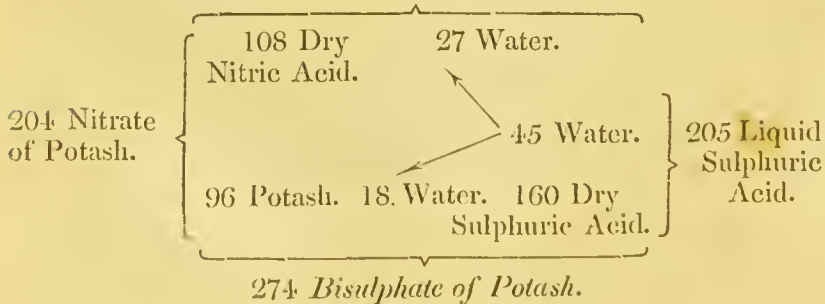 108 Dry 27 Water.
Nitric Acid.
204 Nitrate
of Potash.
45 Water.
205 Liquid
Sulphuric
Acid.
96 Potash. 18. Water. 160 Dry
Sulphuric Acid.
274 Bisulphate of Potash.